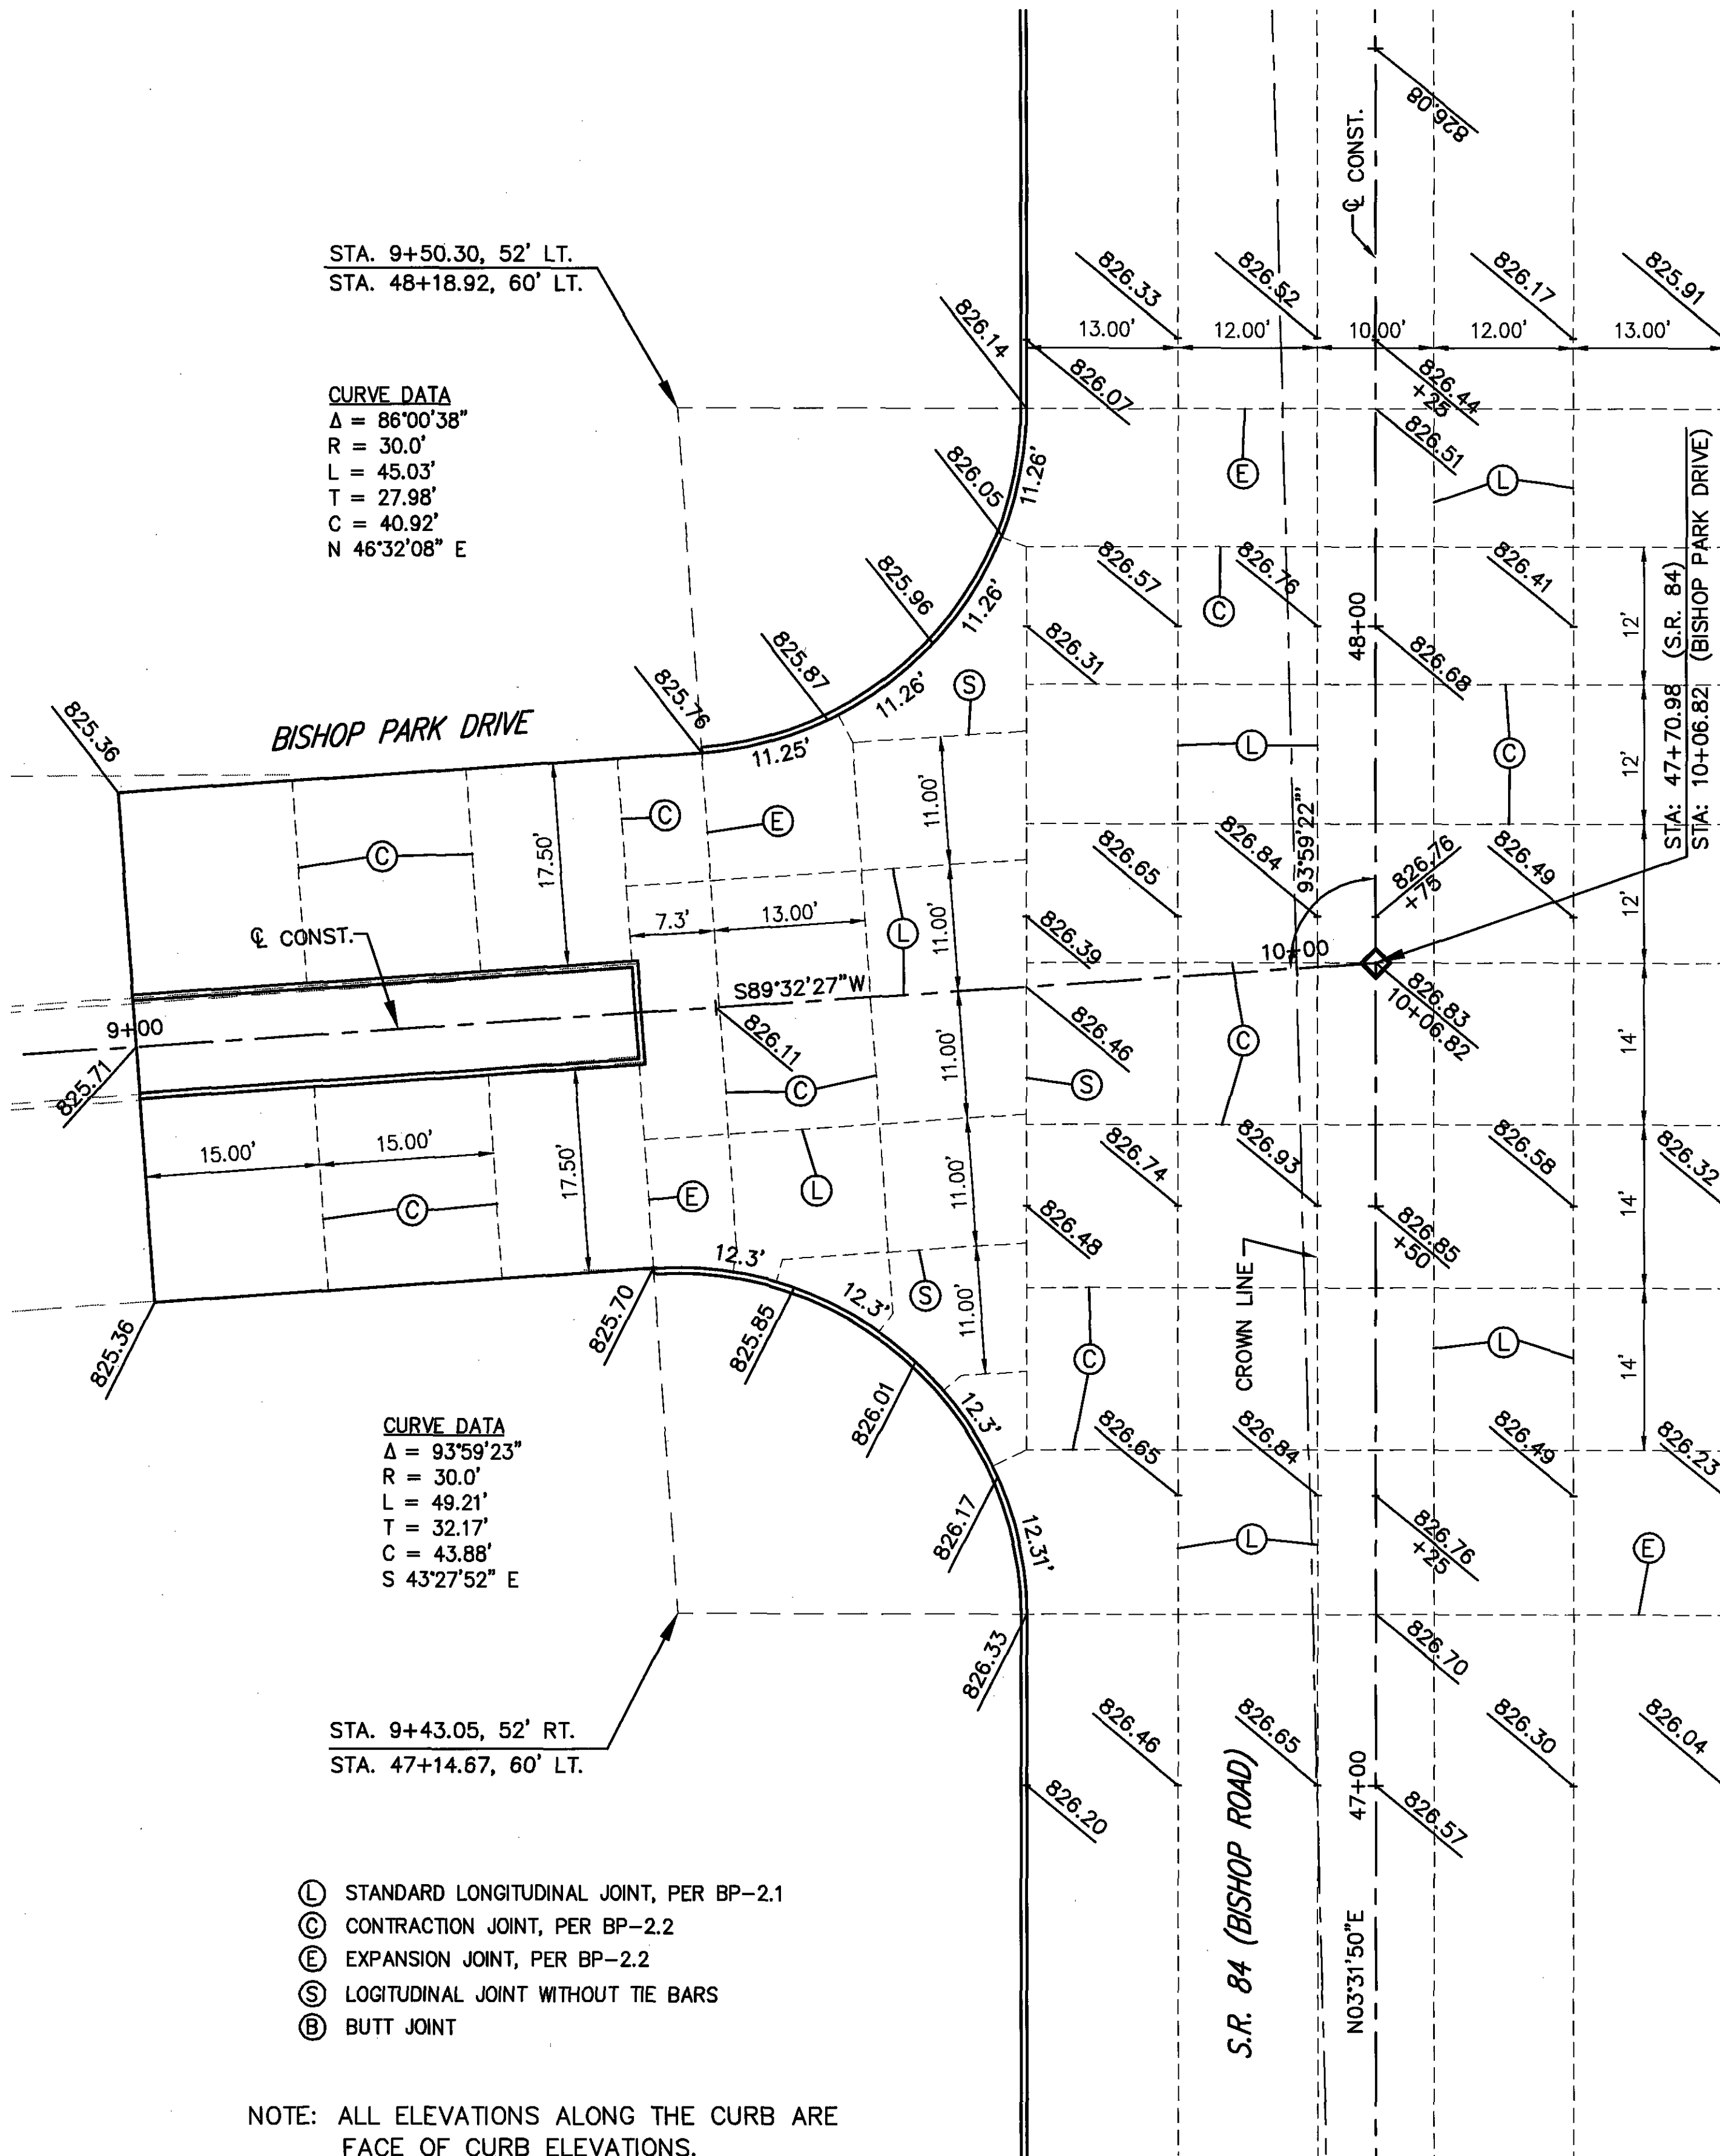 826.08
℄ CONST.
STA. 9+50.30, 52' LT.
STA. 48+18.92, 60' LT.
826.14
826.33
826.52
826.17
825.91
13.00'
12.00'
10.00'
12.00'
13.00'
826.07
826.44
+25
826.51
CURVE DATA
Δ = 86°00'38"
R = 30.0'
L = 45.03'
T = 27.98'
C = 40.92'
N 46°32'08" E
826.05
11.26'
E
L
STA: 47+70.98 (S.R. 84)
STA: 10+06.82 (BISHOP PARK DRIVE)
825.96
11.26'
826.57
826.76
826.41
C
48+00
12'
826.31
826.68
825.87
11.26'
S
825.76
11.25'
825.36
BISHOP PARK DRIVE
L
C
12'
11.00'
17.50'
C
E
C
93°59'22"'
826.65
826.84
826.76
+75
826.49
12'
7.3'
13.00'
L
11.00'
826.39
10+00
℄ CONST.
S89°32'27"W
9+00
825.71
826.11
826.46
826.83
10+06.82
C
14'
11.00'
C
S
15.00'
15.00'
17.50'
C
E
L
11.00'
826.74
826.93
826.58
826.32
826.48
826.85
+50
14'
CROWN LINE
12.3'
S
11.00'
825.36
825.70
825.85
12.3'
826.01
C
L
14'
12.3'
826.65
826.84
826.49
826.23
CURVE DATA
Δ = 93°59'23"
R = 30.0'
L = 49.21'
T = 32.17'
C = 43.88'
S 43°27'52" E
826.17
12.31'
L
826.76
+25
E
826.33
826.70
STA. 9+43.05, 52' RT.
STA. 47+14.67, 60' LT.
826.46
826.65
826.30
826.04
826.20
47+00
826.57
S.R. 84 (BISHOP ROAD)
N03°31'50"E
L STANDARD LONGITUDINAL JOINT, PER BP-2.1
C CONTRACTION JOINT, PER BP-2.2
E EXPANSION JOINT, PER BP-2.2
S LOGITUDINAL JOINT WITHOUT TIE BARS
B BUTT JOINT
NOTE: ALL ELEVATIONS ALONG THE CURB ARE
FACE OF CURB ELEVATIONS.